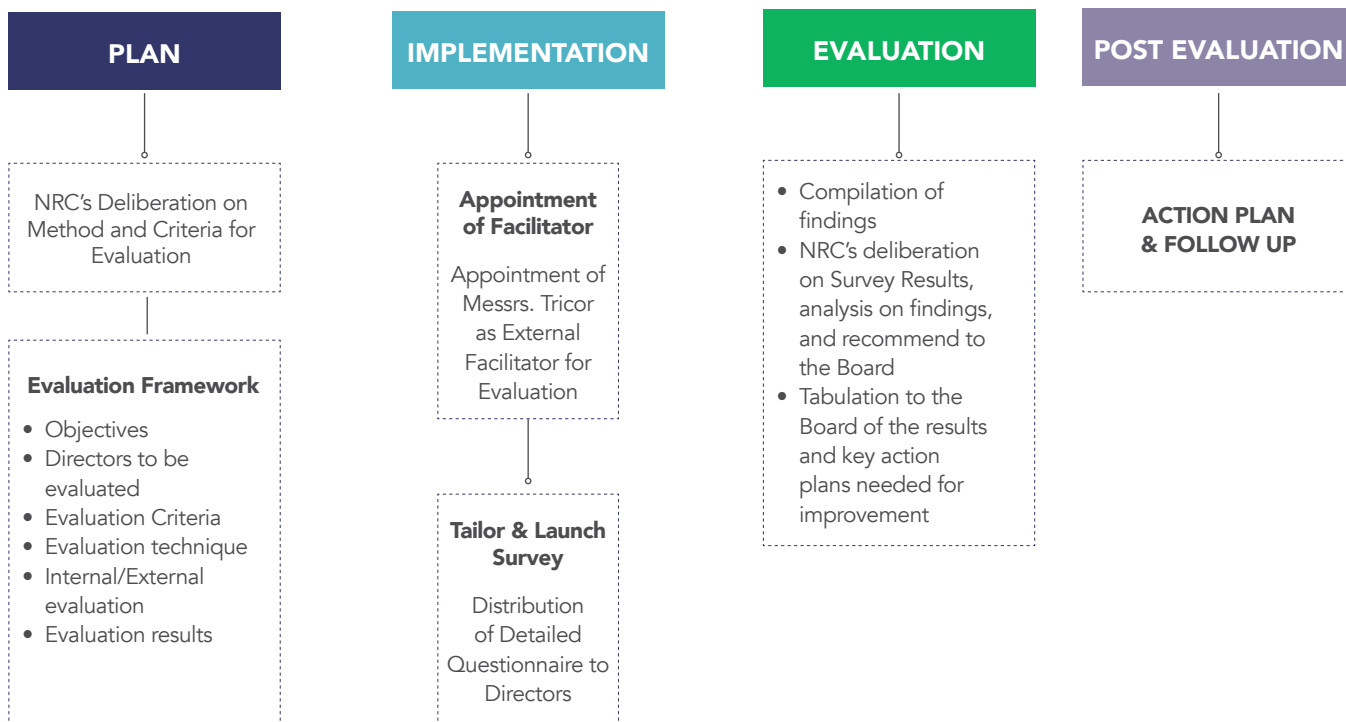 PLAN
NRC’s Deliberation on
Method and Criteria for
Evaluation
Evaluation Framework
• Objectives
• Directors to be
evaluated
• Evaluation Criteria
• Evaluation technique
• Internal/External
evaluation
• Evaluation results
IMPLEMENTATION
Appointment
of Facilitator
Appointment of
Messrs. Tricor
as External
Facilitator for
Evaluation
Tailor & Launch
Survey
Distribution
of Detailed
Questionnaire to
Directors
EVALUATION
• Compilation of
findings
• NRC’s deliberation
on Survey Results,
analysis on findings,
and recommend to
the Board
• Tabulation to the
Board of the results
and key action
plans needed for
improvement
POST EVALUATION
ACTION PLAN
& FOLLOW UP